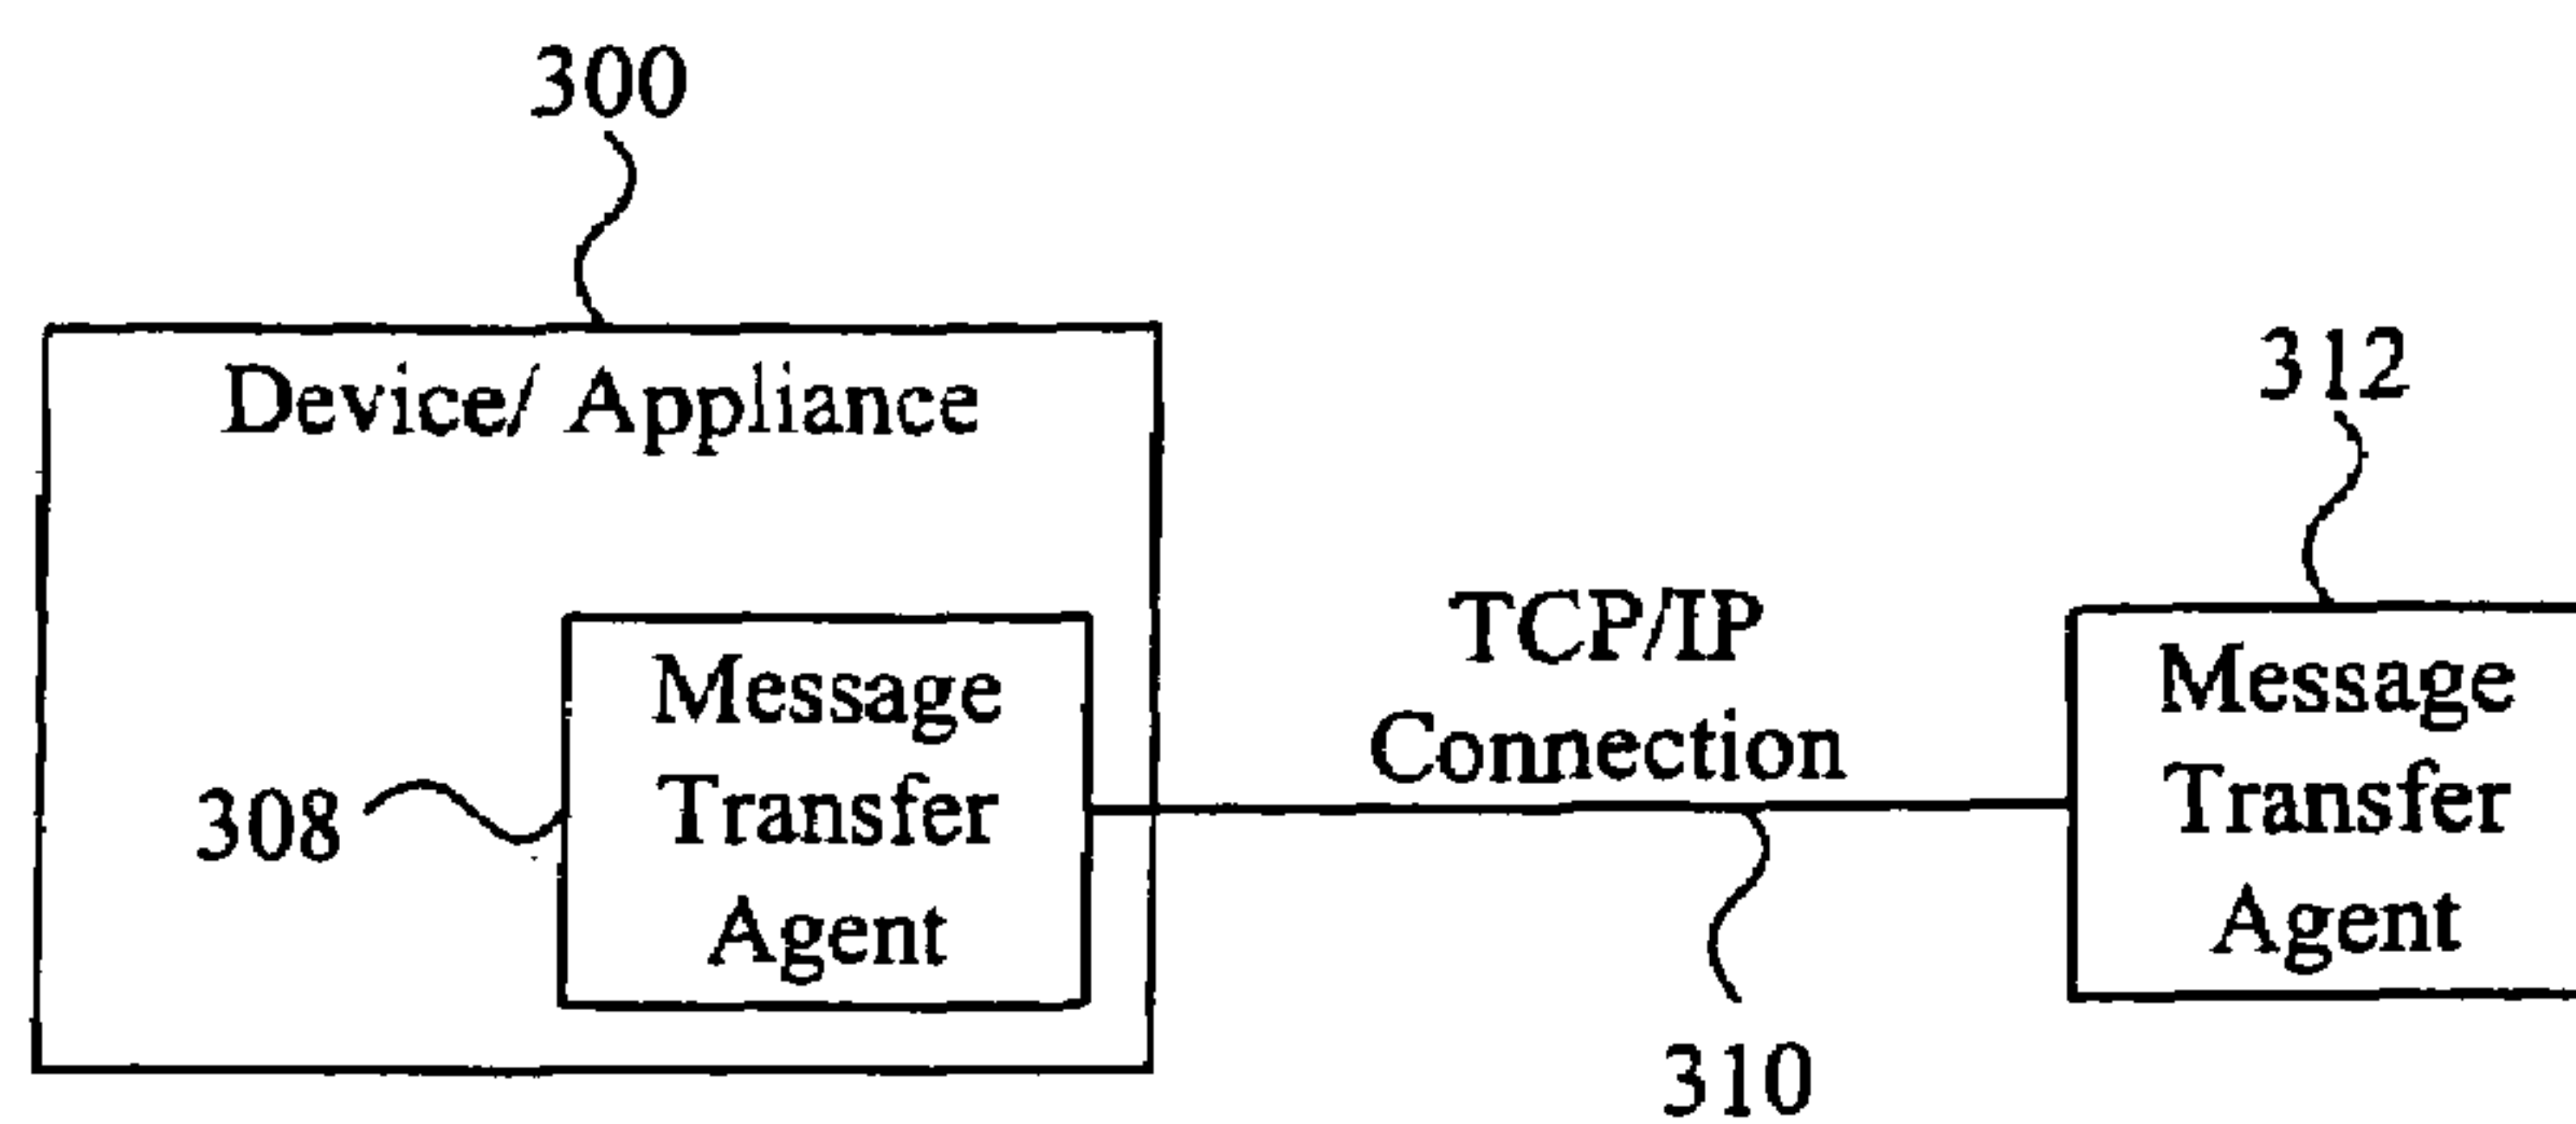 300
Device/ Appliance
312
Message
Transfer
Agent
308
TCP/IP
Connection
310
Message
Transfer
Agent